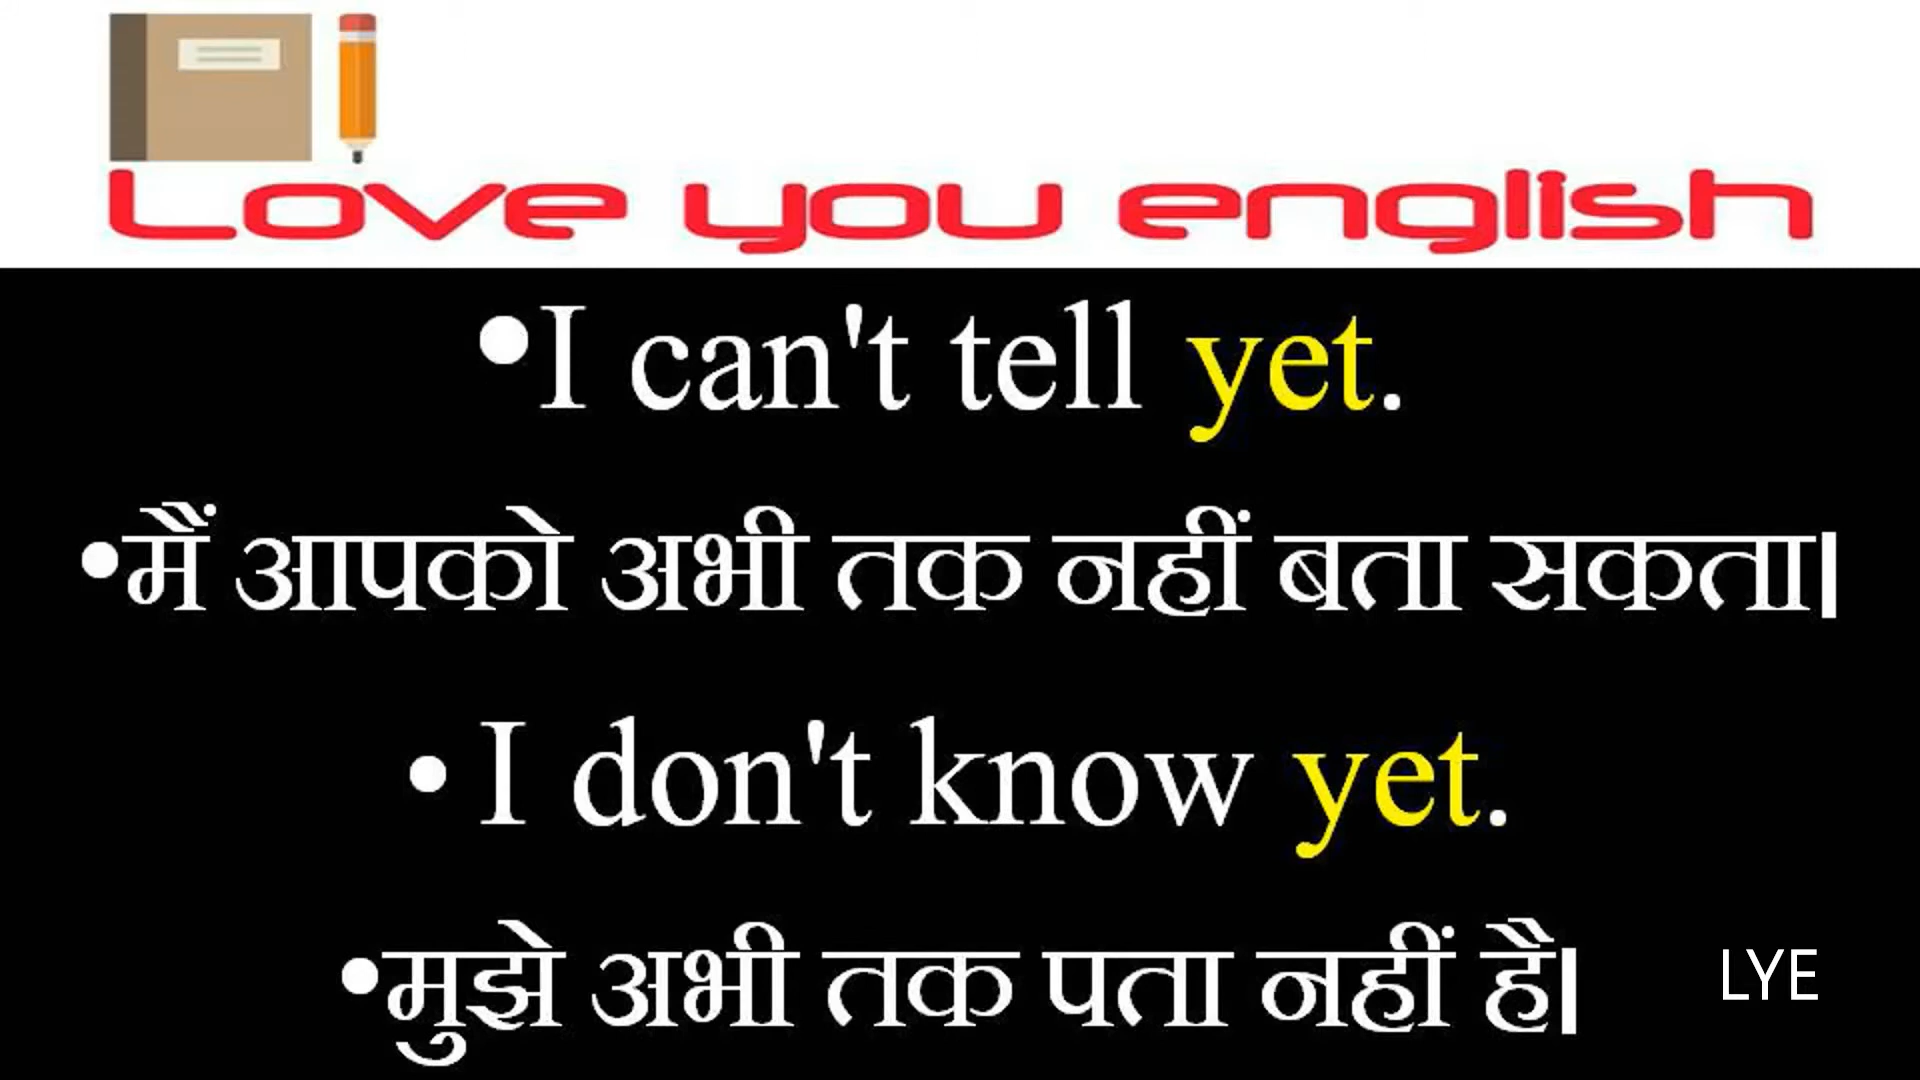 Love you english
•I can't tell yet.
•मैं आपको अभी तक नहीं बता सकता।
• I don't know yet.
•मुझे अभी तक पता नहीं है।
LYE